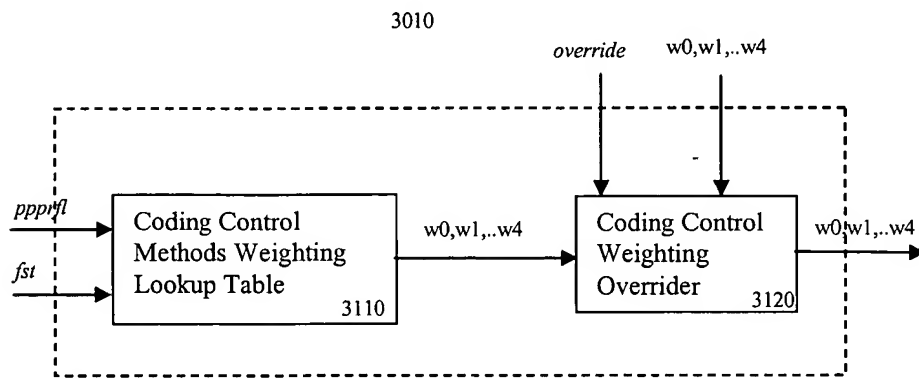 3010
override
w0,w1,..w4
ppprfl
fst
Coding Control
Methods Weighting
Lookup Table
3110
w0,w1,..w4
Coding Control
Weighting
Overrider
3120
w0,w1,..w4